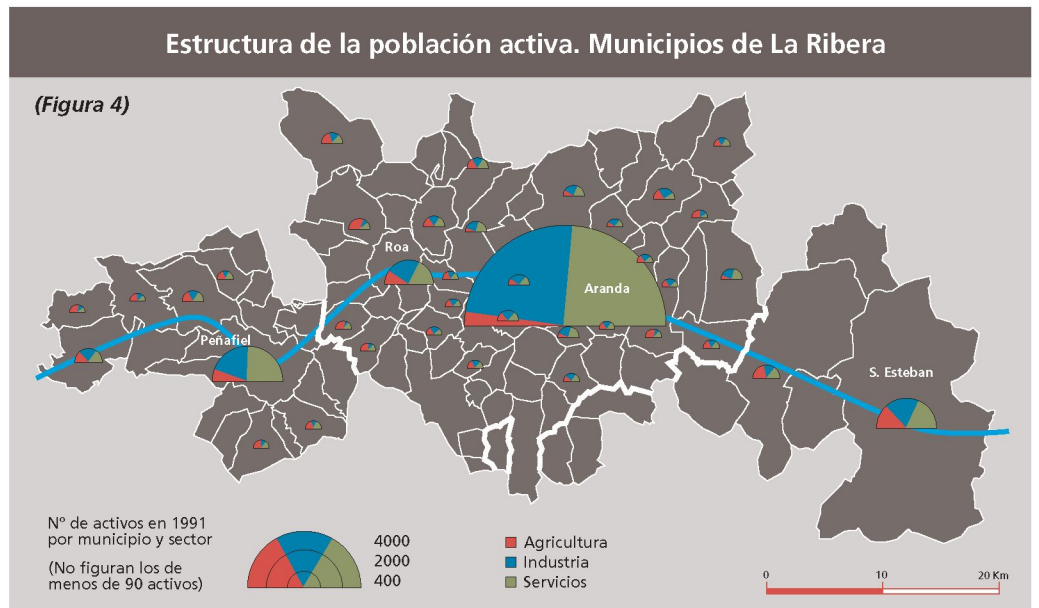 Estructura de la población activa. Municipios de La Ribera
(Figura 4)
Roa
Aranda
Peñafiel
S. Esteban
Nº de activos en 1991
por municipio y sector
(No figuran los de
menos de 90 activos)
4000
2000
400
Agricultura
Industria
Servicios
0 10 20 Km